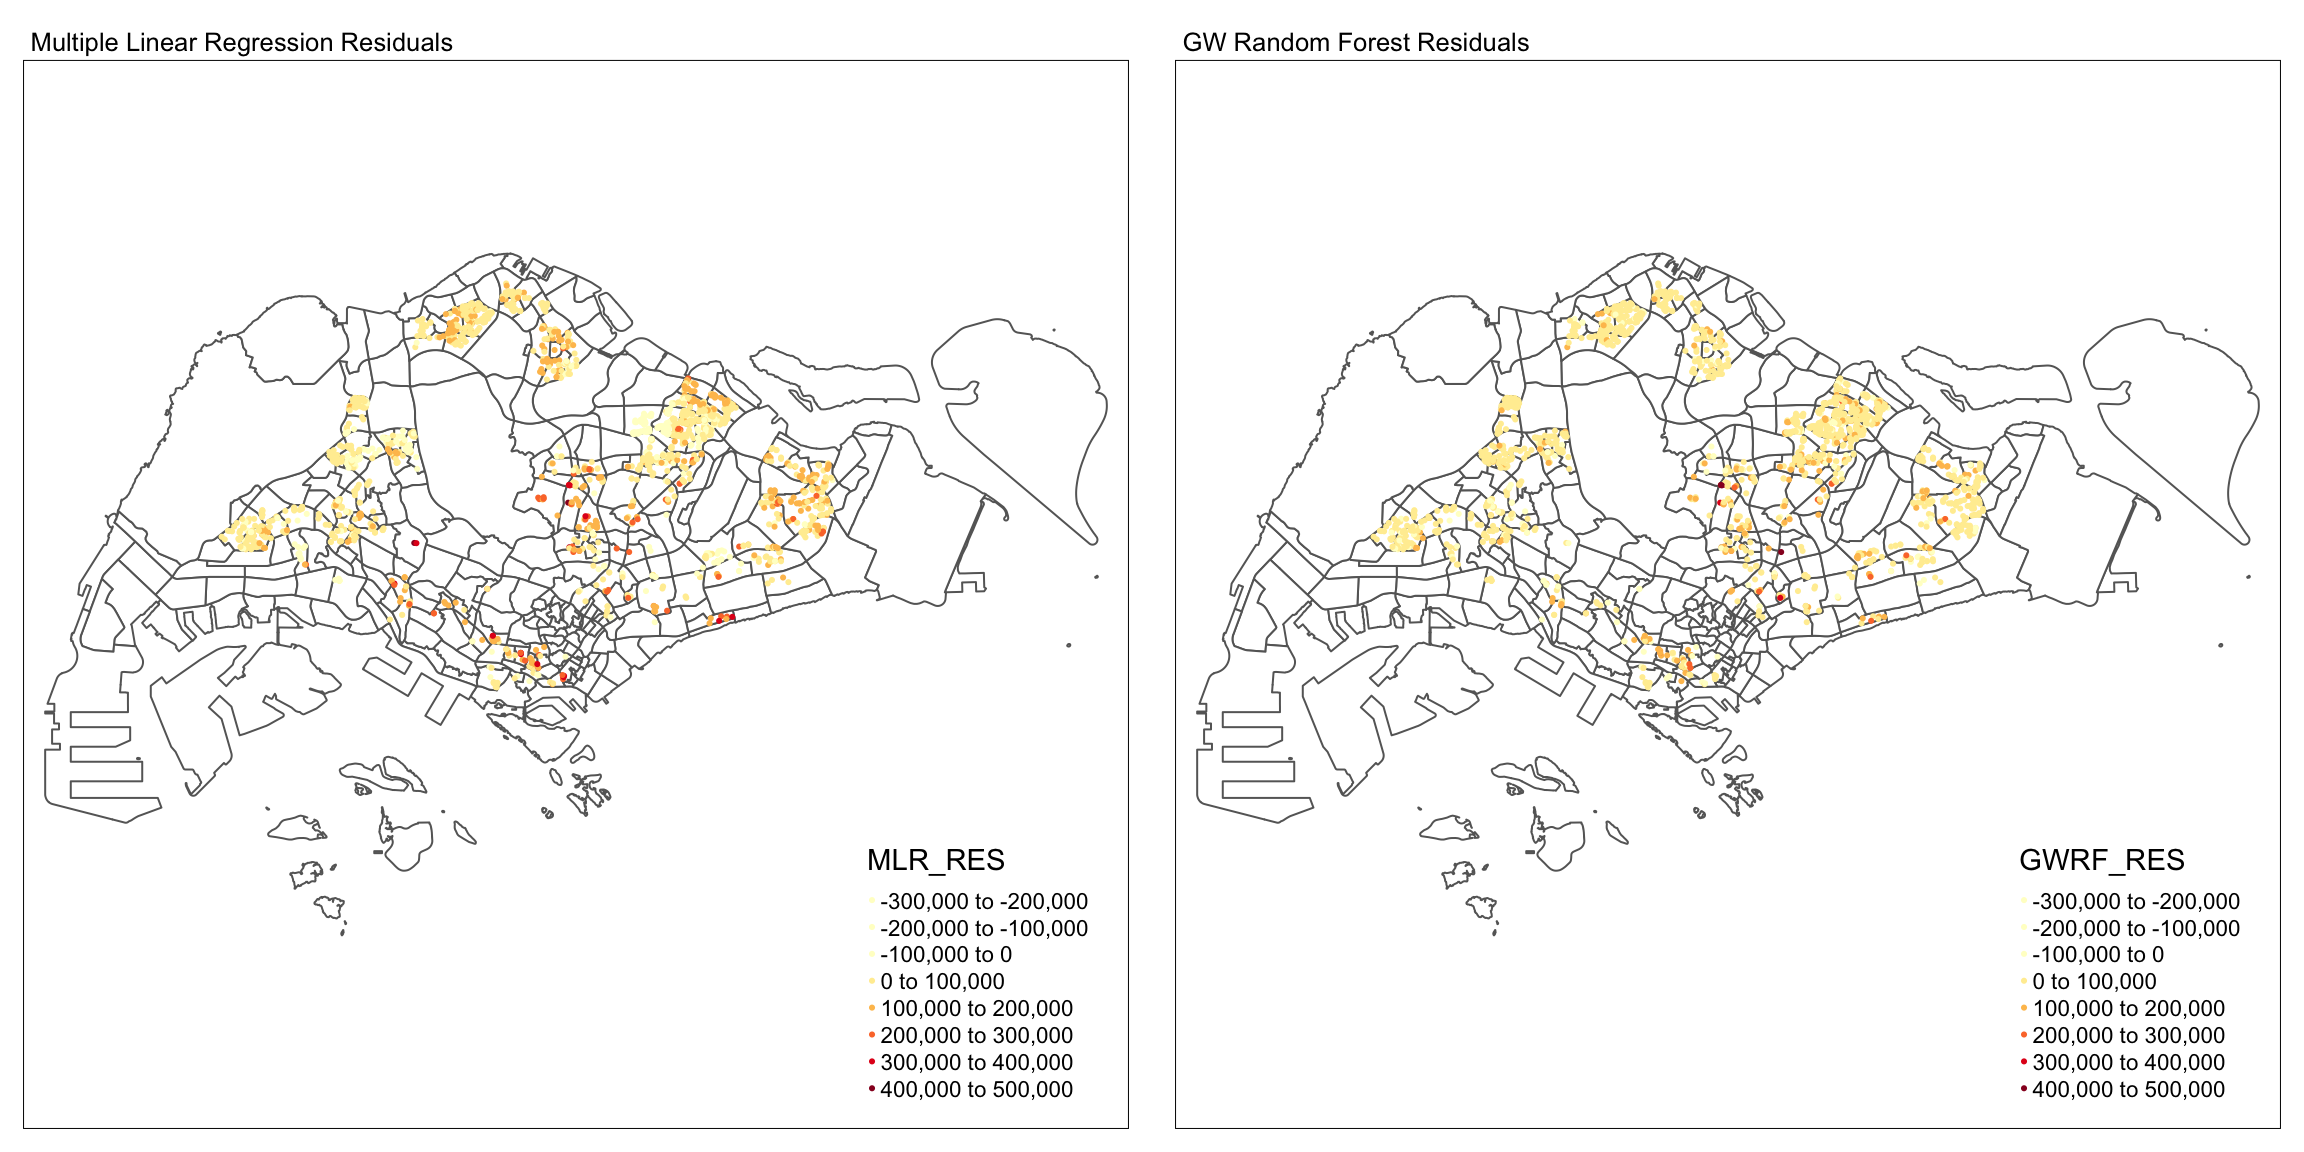 Multiple Linear Regression Residuals
MLR_RES
-300,000 to -200,000
-200,000 to -100,000
-100,000 to 0
0 to 100,000
100,000 to 200,000
200,000 to 300,000
300,000 to 400,000
400,000 to 500,000
GW Random Forest Residuals
GWRF_RES
-300,000 to -200,000
-200,000 to -100,000
-100,000 to 0
0 to 100,000
100,000 to 200,000
200,000 to 300,000
300,000 to 400,000
400,000 to 500,000